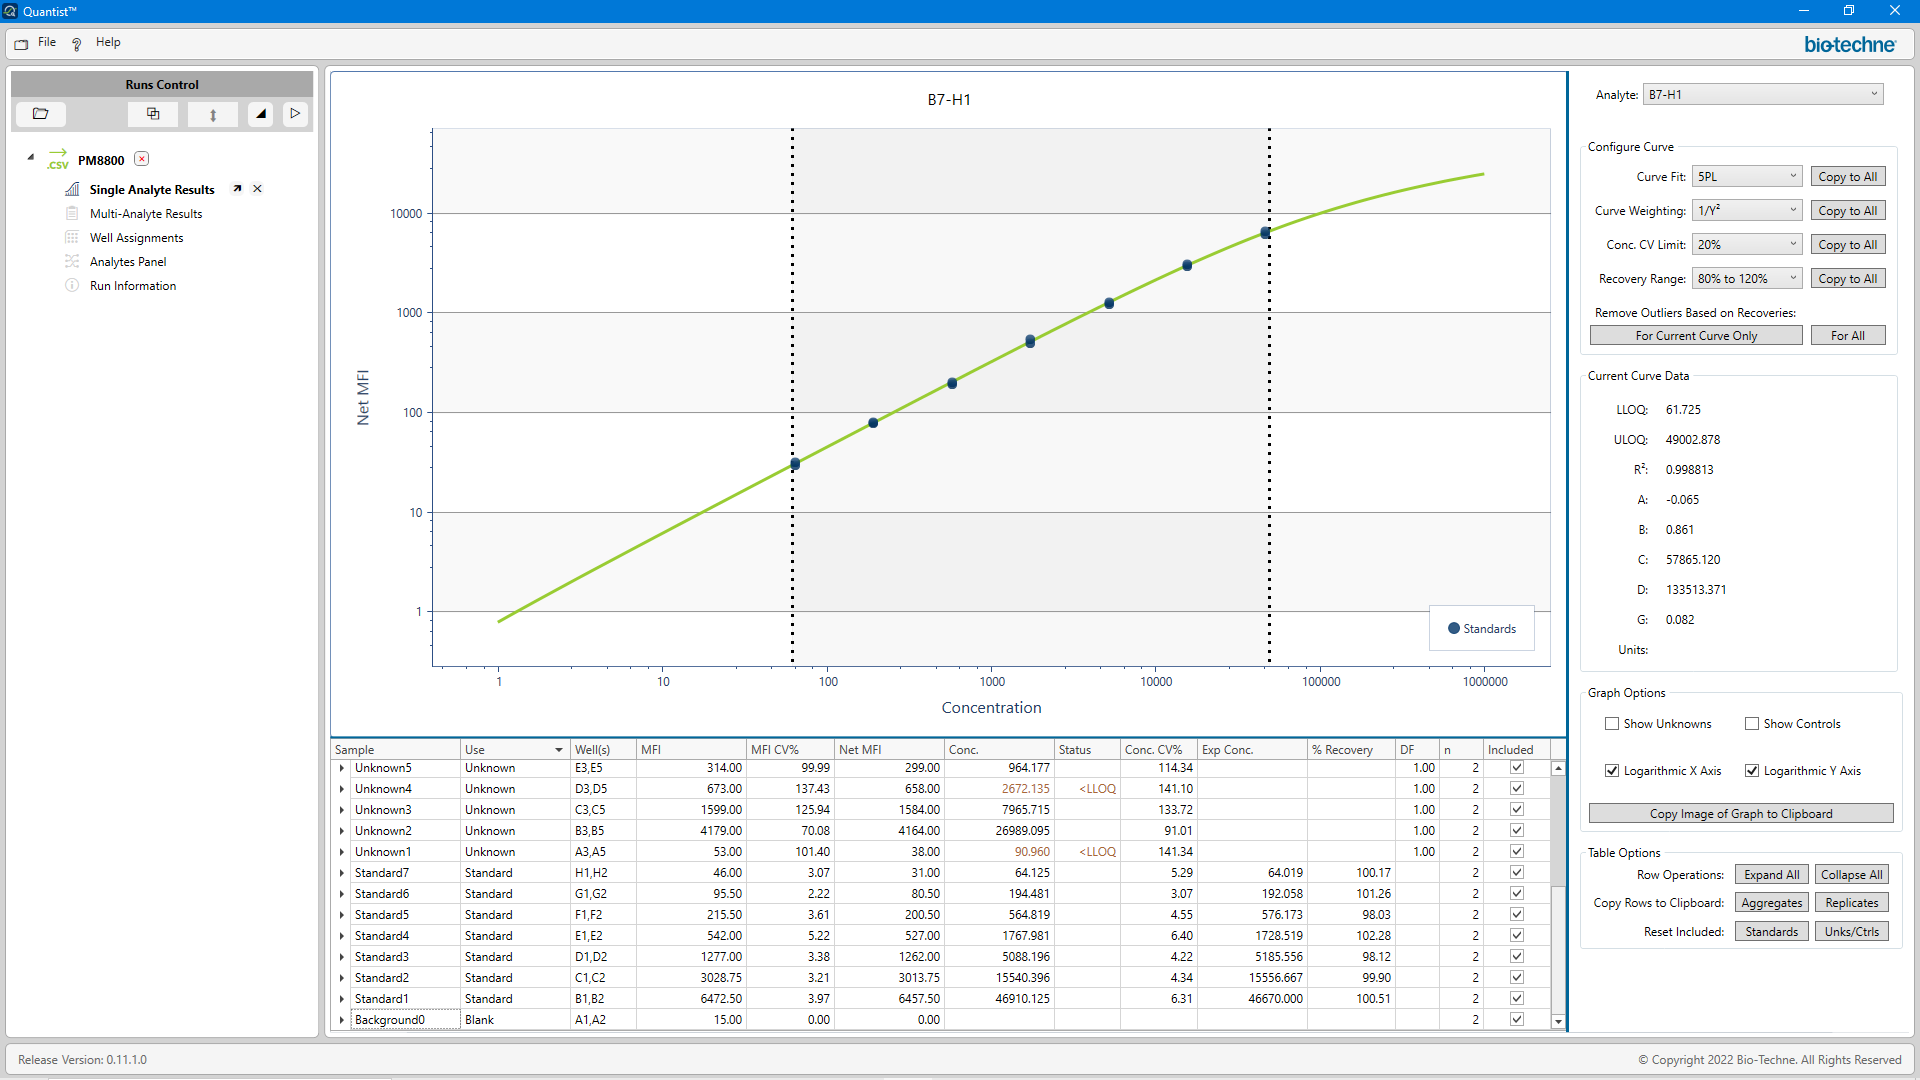 Quantist™
File
Help
bio-techne®
Runs Control
.CSV
PM8800
Single Analyte Results
Multi-Analyte Results
Well Assignments
Analytes Panel
Run Information
B7-H1
Net MFI
10000
1000
100
10
1
1 10 100 1000 10000 100000 1000000
Concentration
Standards
Sample Use Well(s) MFI MFI CV% Net MFI Conc. Status Conc. CV% Exp Conc. % Recovery DF n Included
Unknown5 Unknown E3,E5 314.00 99.99 299.00 964.177 114.34 1.00 2
Unknown4 Unknown D3,D5 673.00 137.43 658.00 2672.135 <LLOQ 141.10 1.00 2
Unknown3 Unknown C3,C5 1599.00 125.94 1584.00 7965.715 133.72 1.00 2
Unknown2 Unknown B3,B5 4179.00 70.08 4164.00 26989.095 91.01 1.00 2
Unknown1 Unknown A3,A5 53.00 101.40 38.00 90.960 <LLOQ 141.34 1.00 2
Standard7 Standard H1,H2 46.00 3.07 31.00 64.125 5.29 64.019 100.17 2
Standard6 Standard G1,G2 95.50 2.22 80.50 194.481 3.07 192.058 101.26 2
Standard5 Standard F1,F2 215.50 3.61 200.50 564.819 4.55 576.173 98.03 2
Standard4 Standard E1,E2 542.00 5.22 527.00 1767.981 6.40 1728.519 102.28 2
Standard3 Standard D1,D2 1277.00 3.38 1262.00 5088.196 4.22 5185.556 98.12 2
Standard2 Standard C1,C2 3028.75 3.21 3013.75 15540.396 4.34 15556.667 99.90 2
Standard1 Standard B1,B2 6472.50 3.97 6457.50 46910.125 6.31 46670.000 100.51 2
Background0 Blank A1,A2 15.00 0.00 0.00 2
Analyte: B7-H1
Configure Curve
Curve Fit: 5PL Copy to All
Curve Weighting: 1/Y² Copy to All
Conc. CV Limit: 20% Copy to All
Recovery Range: 80% to 120% Copy to All
Remove Outliers Based on Recoveries:
For Current Curve Only For All
Current Curve Data
LLOQ: 61.725
ULOQ: 49002.878
R²: 0.998813
A: -0.065
B: 0.861
C: 57865.120
D: 133513.371
G: 0.082
Units:
Graph Options
Show Unknowns Show Controls
Logarithmic X Axis Logarithmic Y Axis
Copy Image of Graph to Clipboard
Table Options
Row Operations: Expand All Collapse All
Copy Rows to Clipboard: Aggregates Replicates
Reset Included: Standards Unks/Ctrls
Release Version: 0.11.1.0
© Copyright 2022 Bio-Techne. All Rights Reserved